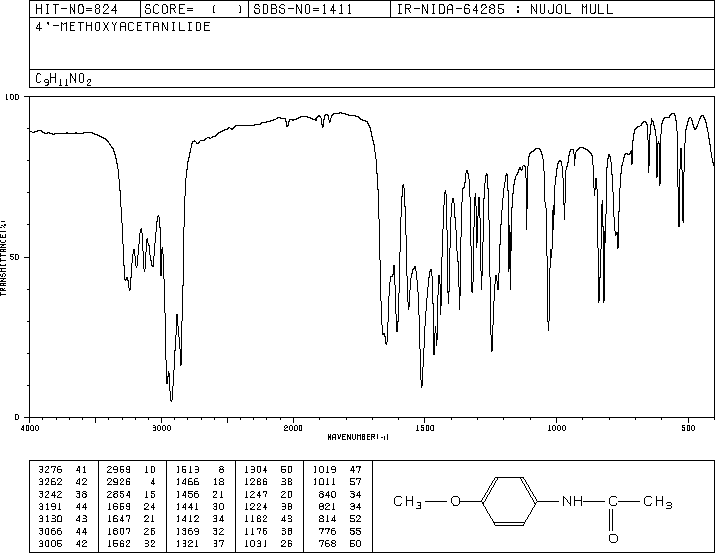 HIT-NO=824 SCORE= ( ) SDBS-NO=1411 IR-NIDA-64285 : NUJOL MULL
4'-METHOXYACETANILIDE
C9H11NO2
100
50
0
TRANSMITTANCE(%)
4000 3000 2000 1500 1000 500
WAVENUMBER(-1)
3276 41 2959 10 1513 8 1304 50 1019 47
3262 42 2926 4 1466 18 1286 38 1011 57
3242 38 2854 15 1456 21 1247 20 840 34
3191 44 1659 24 1441 30 1224 38 821 34
3130 43 1647 21 1412 34 1182 43 814 52
3066 44 1607 26 1369 32 1176 38 776 55
3005 42 1562 32 1321 37 1031 26 768 50
CH3 O NH C CH3
O